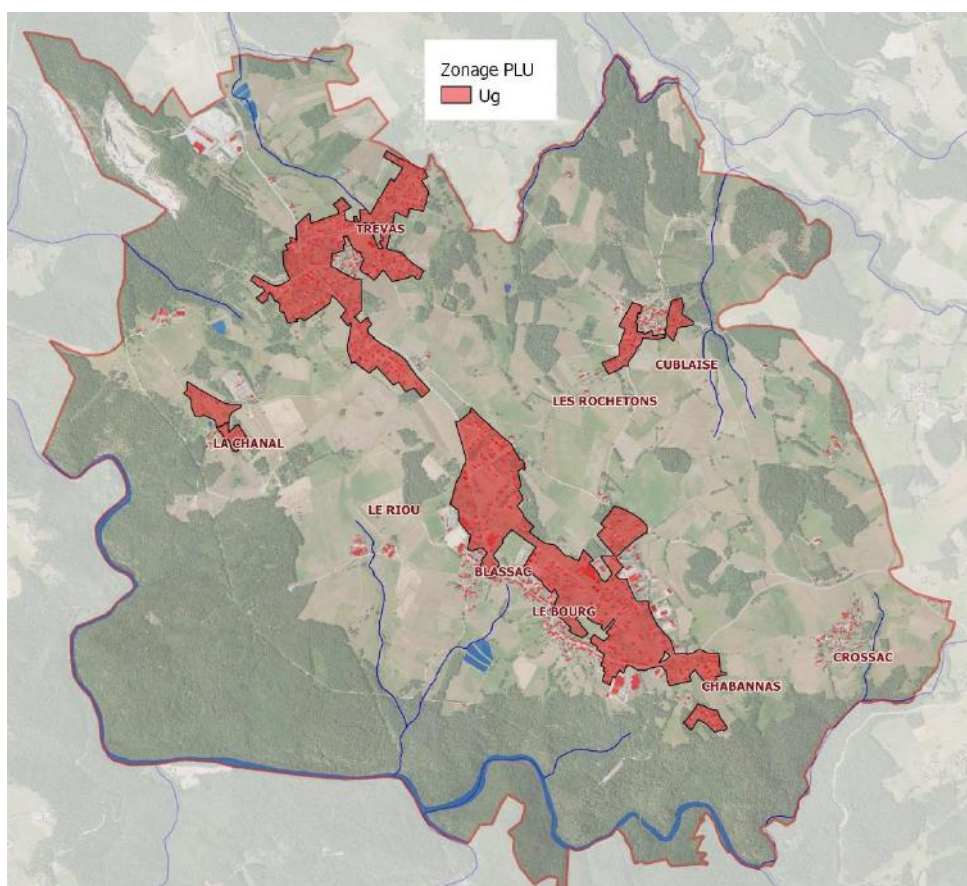 Zonage PLU
Ug
TREVAS
CUBLAISE
LES ROCHETONS
LA CHANAL
LE RIOU
BLASSAC
LE BOURG
CROSSAC
CHABANNAS